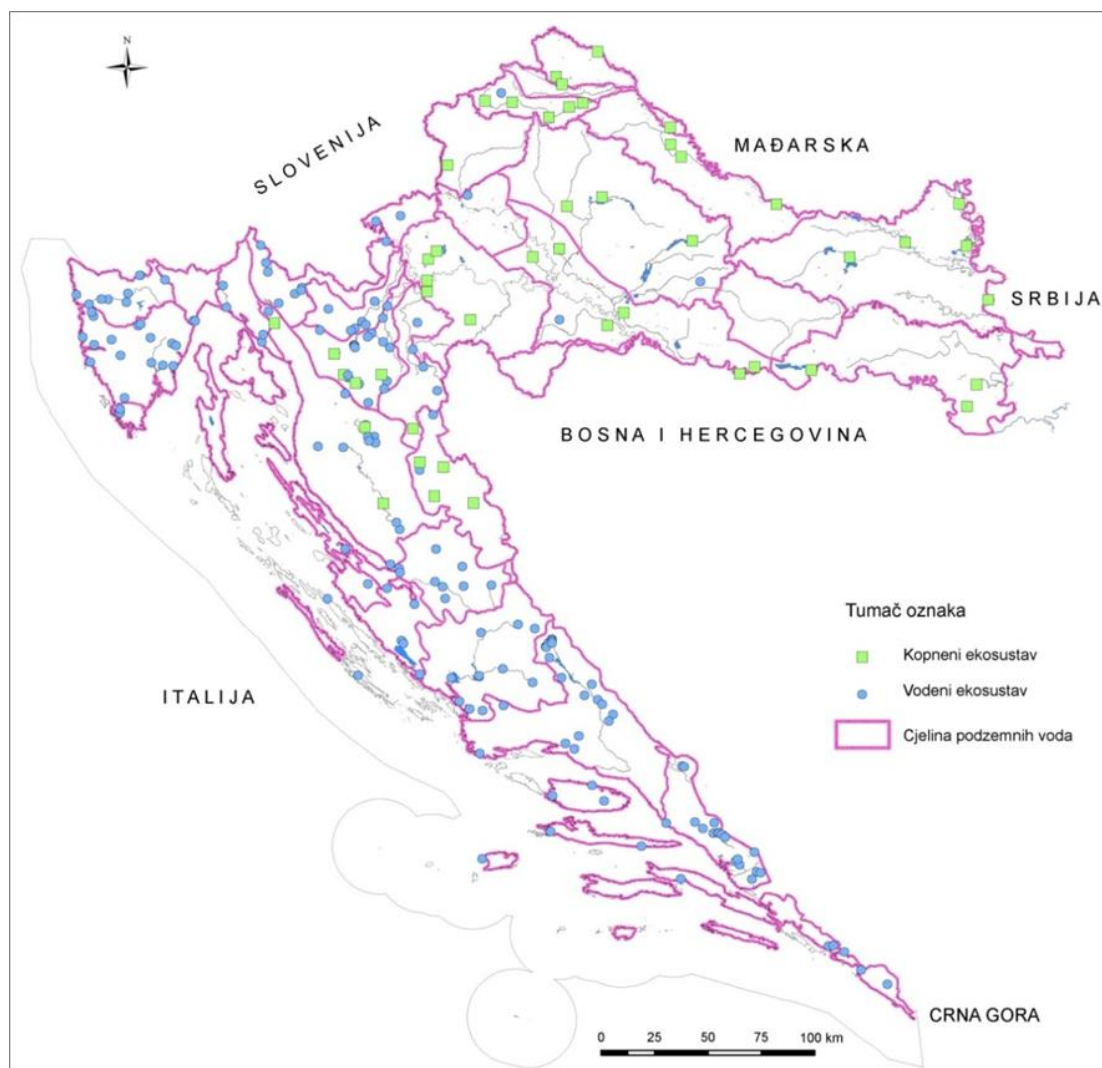 N
SLOVENIJA
MAĐARSKA
SRBIJA
BOSNA I HERCEGOVINA
ITALIJA
CRNA GORA
Tumač oznaka
Kopneni ekosustav
Vodeni ekosustav
Cjelina podzemnih voda
0 25 50 75 100 km